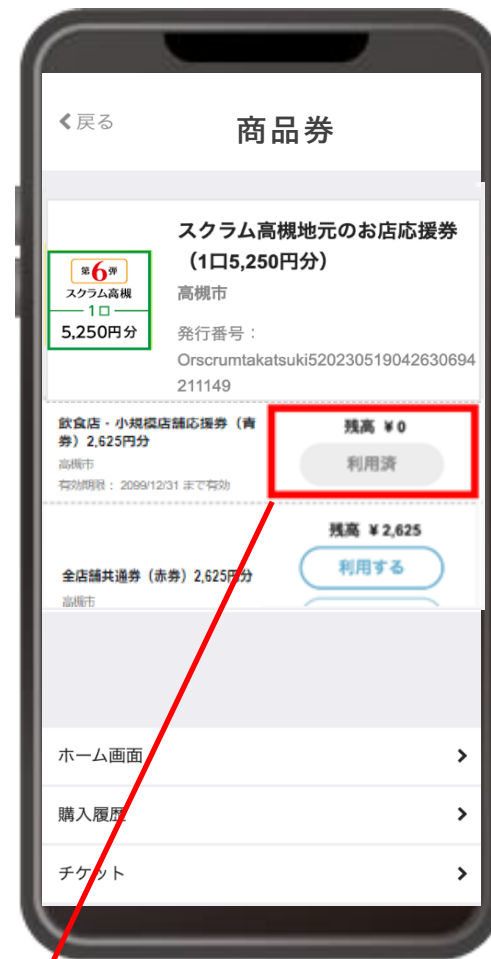 戻る
商品券
スクラム高槻地元のお店応援券
（1口5,250円分）
高槻市
発行番号：
Orscrumtakatsuki520230519042630694
211149
第6弾
スクラム高槻
1口
5,250円分
飲食店・小規模店舗応援券（青
券）2,625円分
高槻市
有効期限： 2099/12/31 まで有効
残高 ￥0
利用済
残高 ￥2,625
利用する
全店舗共通券（赤券）2,625円分
高槻市
ホーム画面
購入履歴
チケット